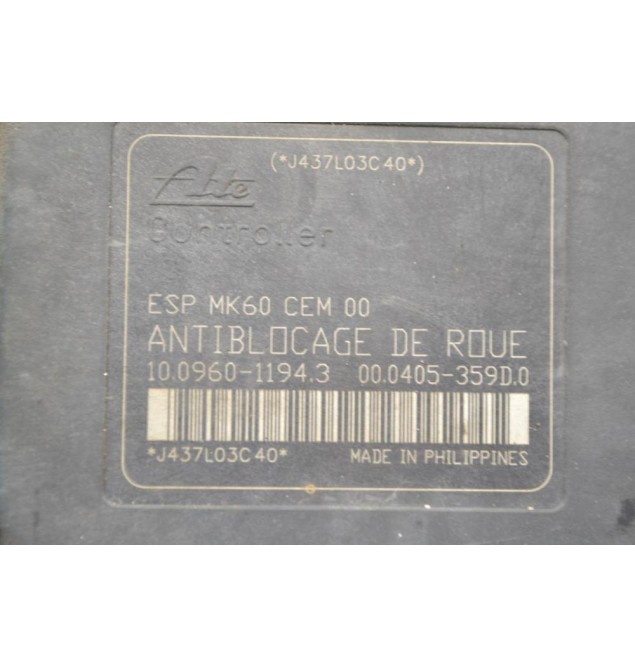 (*J437L03C40*)
Ate
Controller
ESP MK60 CEM 00
ANTIBLOCAGE DE ROUE
10.0960-1194.3 00.0405-359D.0
*J437L03C40* MADE IN PHILIPPINES